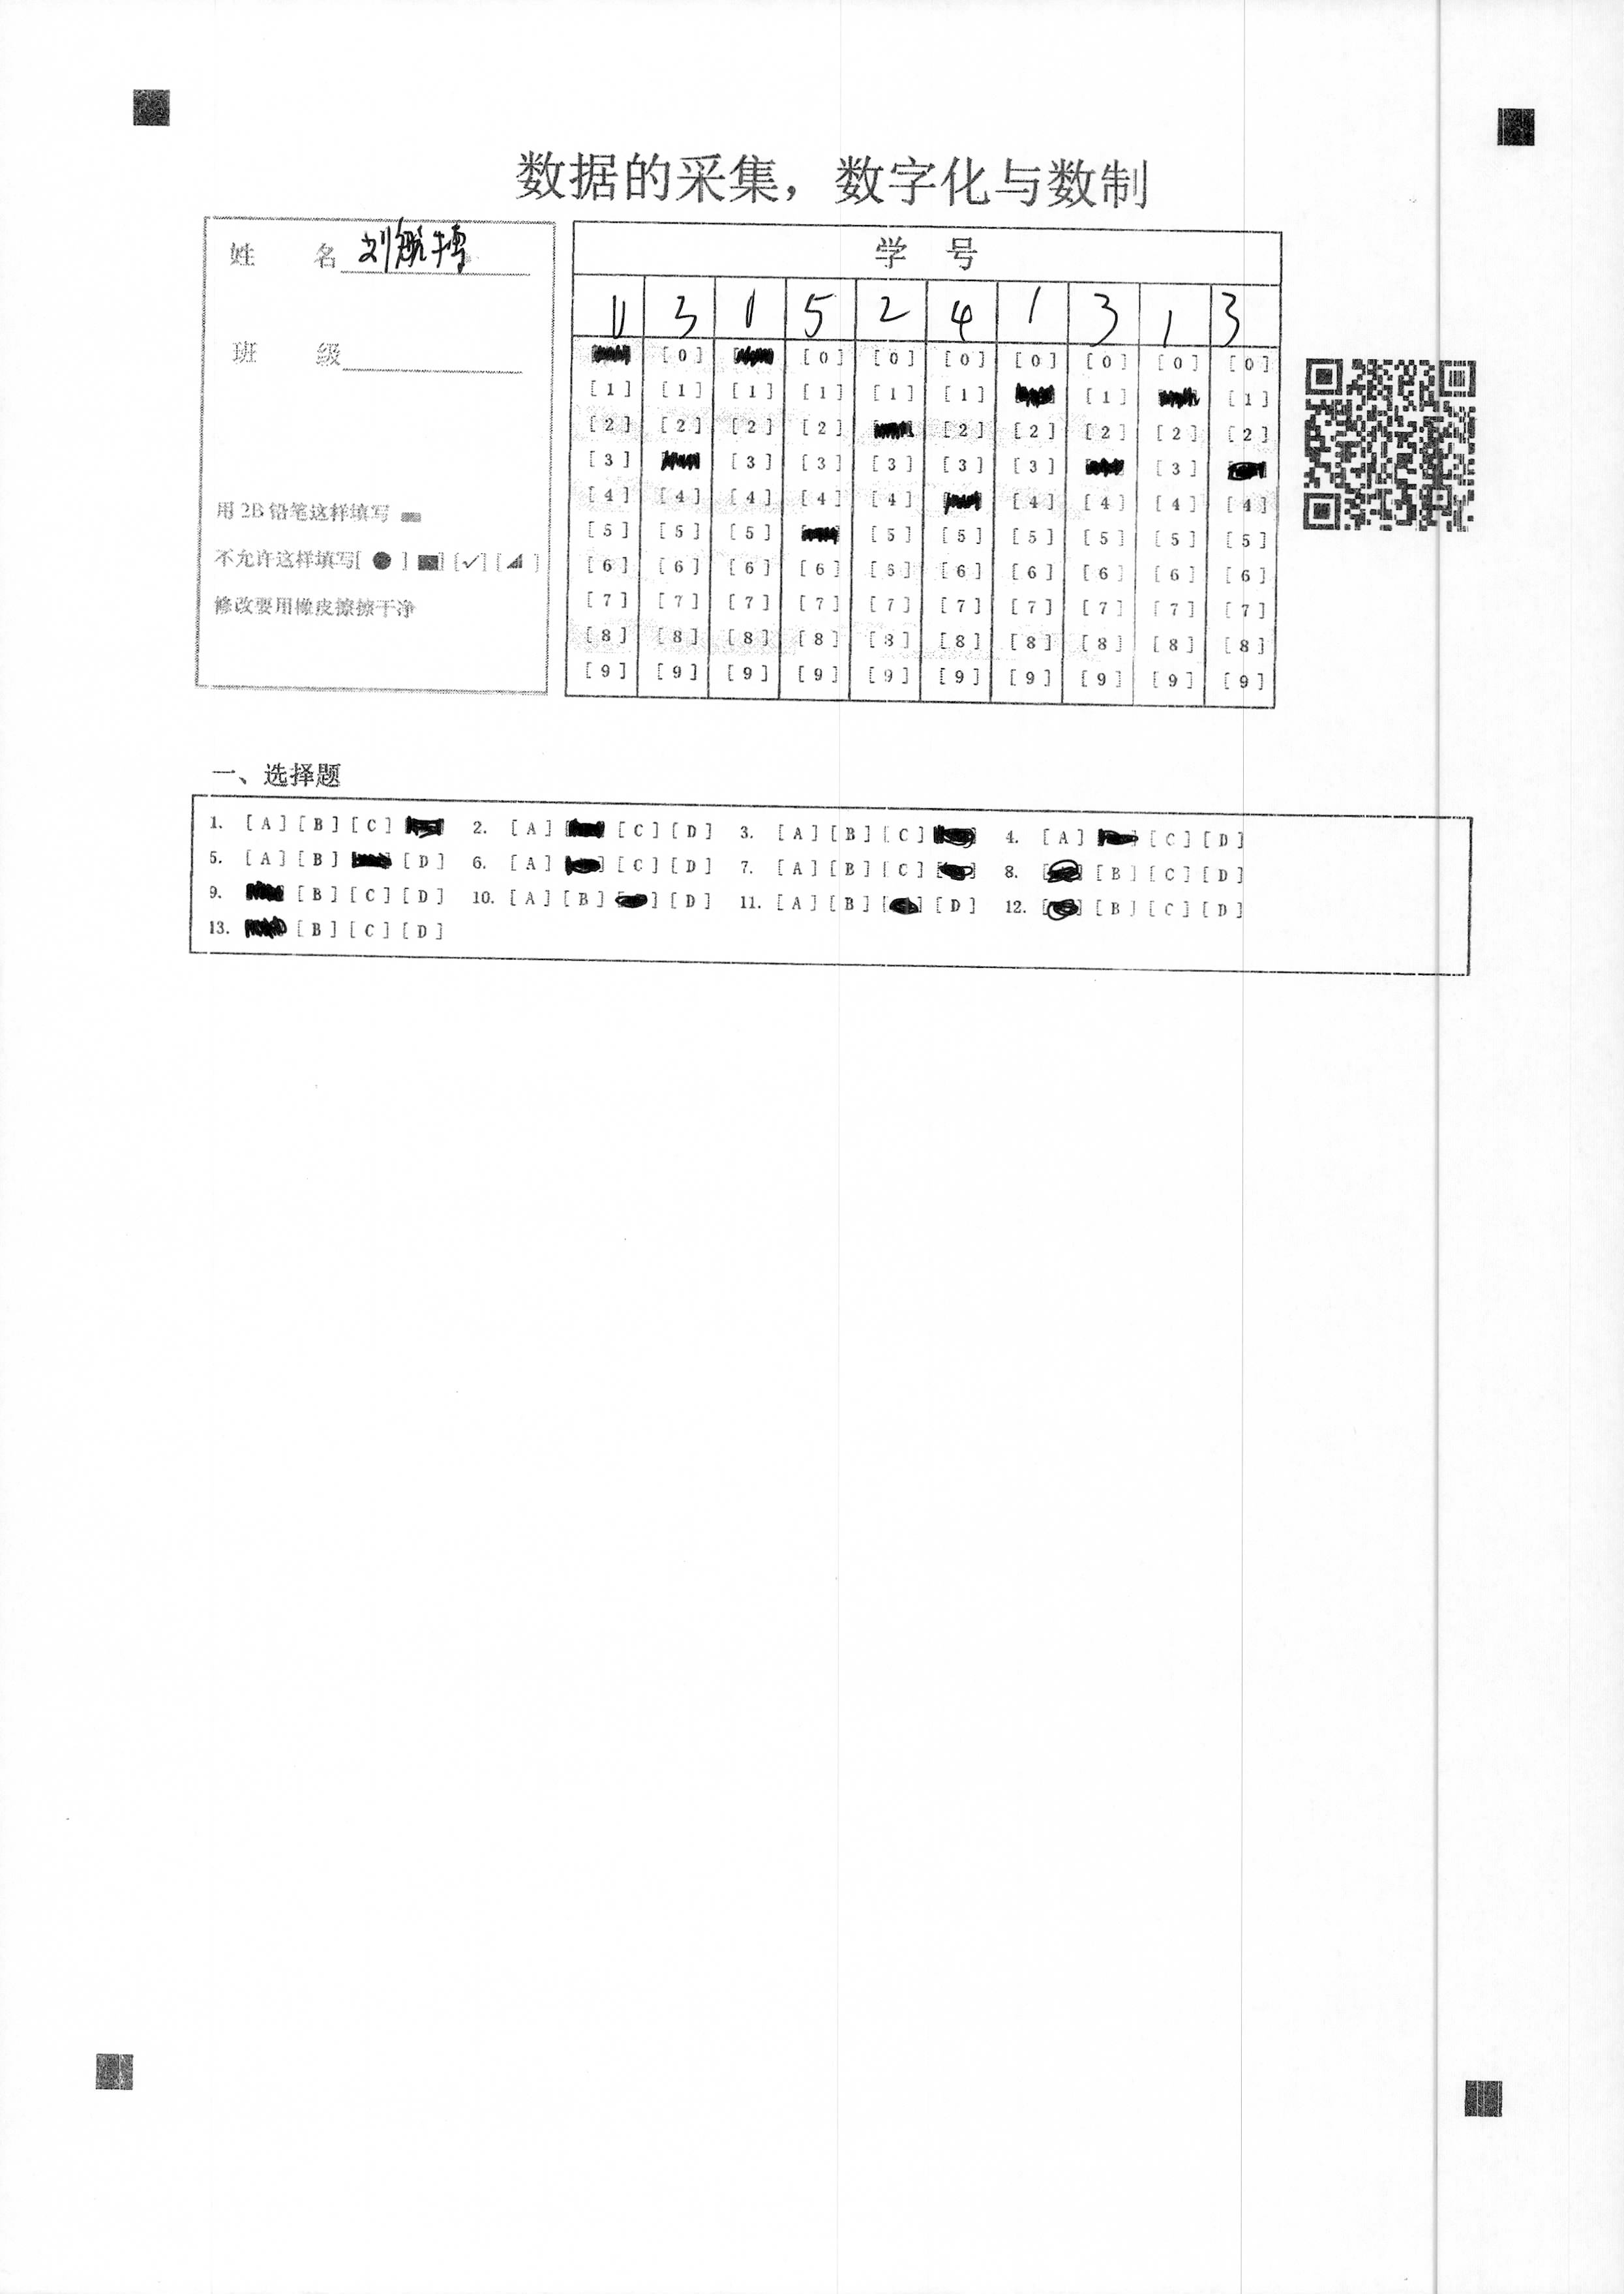 数据的采集，数字化与数制
姓 名 刘航博
班 级
用 2B 铅笔这样填写
不允许这样填写[ ● ] [✓] [ ]
修改要用橡皮擦擦干净
学 号
0 3 0 5 2 4 1 3 1 3
[0] [0] [0] [0] [0] [0] [0] [0]
[1] [1] [1] [1] [1] [1] [1] [1]
[2] [2] [2] [2] [2] [2] [2] [2] [2]
[3] [3] [3] [3] [3] [3] [3]
[4] [4] [4] [4] [4] [4] [4] [4] [4]
[5] [5] [5] [5] [5] [5] [5] [5] [5]
[6] [6] [6] [6] [6] [6] [6] [6] [6] [6]
[7] [7] [7] [7] [7] [7] [7] [7] [7] [7]
[8] [8] [8] [8] [8] [8] [8] [8] [8] [8]
[9] [9] [9] [9] [9] [9] [9] [9] [9] [9]
一、选择题
1. [A] [B] [C] 2. [A] [C] [D] 3. [A] [B] [C] 4. [A] [C] [D]
5. [A] [B] [D] 6. [A] [C] [D] 7. [A] [B] [C] 8. [B] [C] [D]
9. [B] [C] [D] 10. [A] [B] [D] 11. [A] [B] [D] 12. [B] [C] [D]
13. [B] [C] [D]